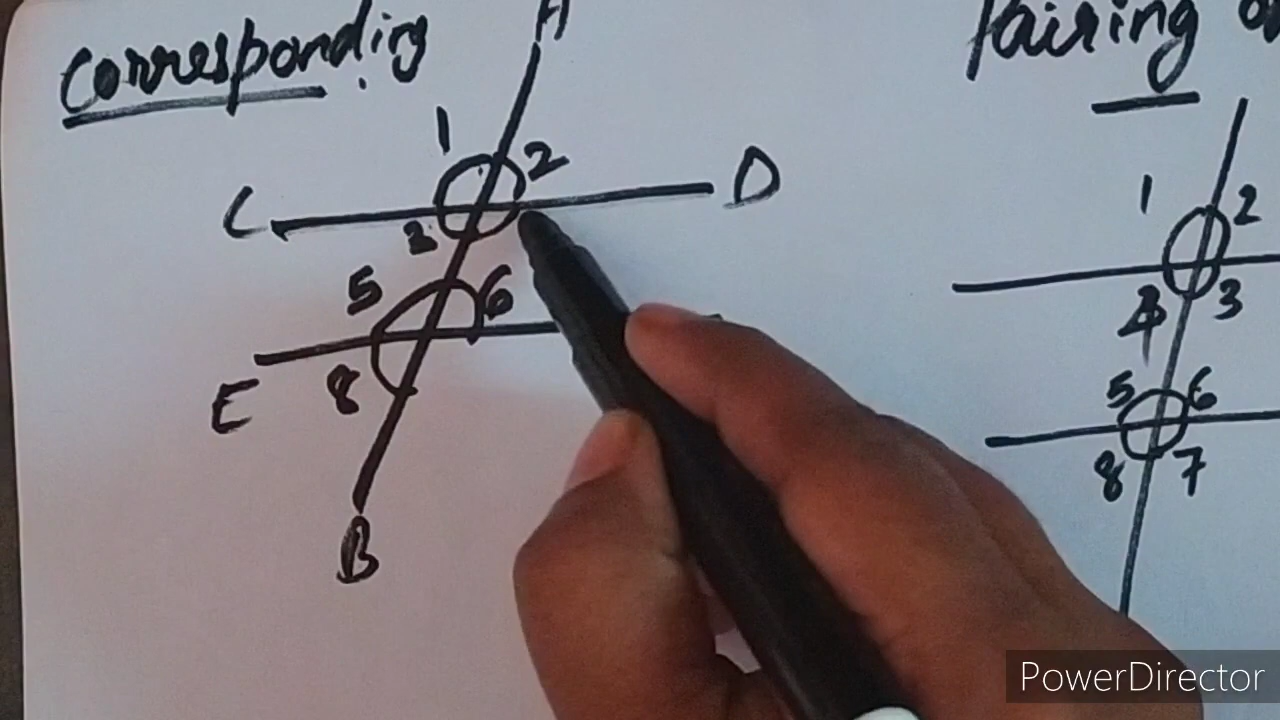 Corresponding
A
1 2
C D
3
5 6
E
8
B
Pairing
1 2
4 3
5 6
8 7
PowerDirector